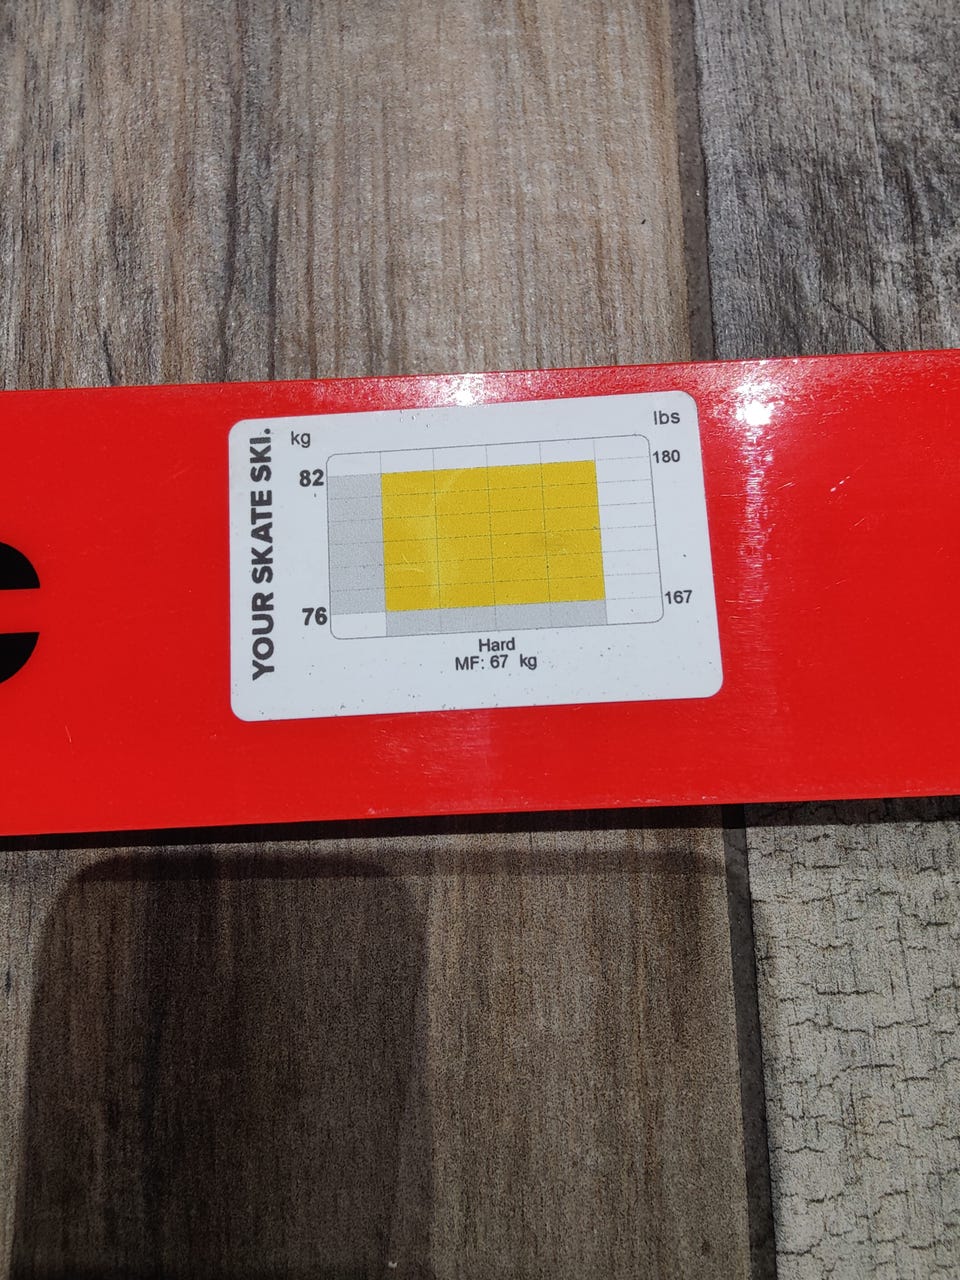 YOUR SKATE SKI.
kg
lbs
82
180
76
167
Hard
MF: 67 kg